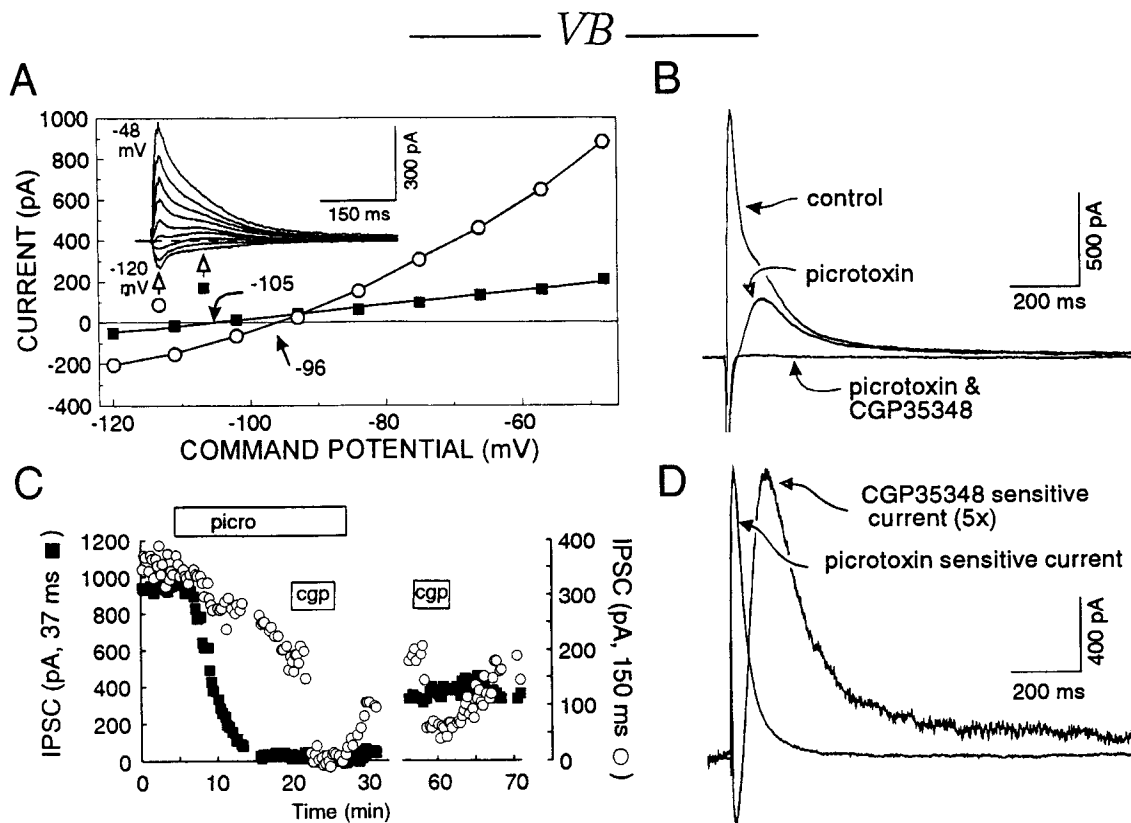 VB
A
CURRENT (pA)
1000
800
600
400
200
0
-200
-400
-48
mV
-120
mV
300 pA
150 ms
-105
-96
-120
-100
-80
-60
COMMAND POTENTIAL (mV)
B
control
picrotoxin
picrotoxin &
CGP35348
500 pA
200 ms
C
IPSC (pA, 37 ms ■)
1200
1000
800
600
400
200
0
picro
cgp
cgp
0
10
20
30
60
70
Time (min)
400
300
200
100
0
IPSC (pA, 150 ms ○)
D
CGP35348 sensitive
current (5x)
picrotoxin sensitive current
400 pA
200 ms